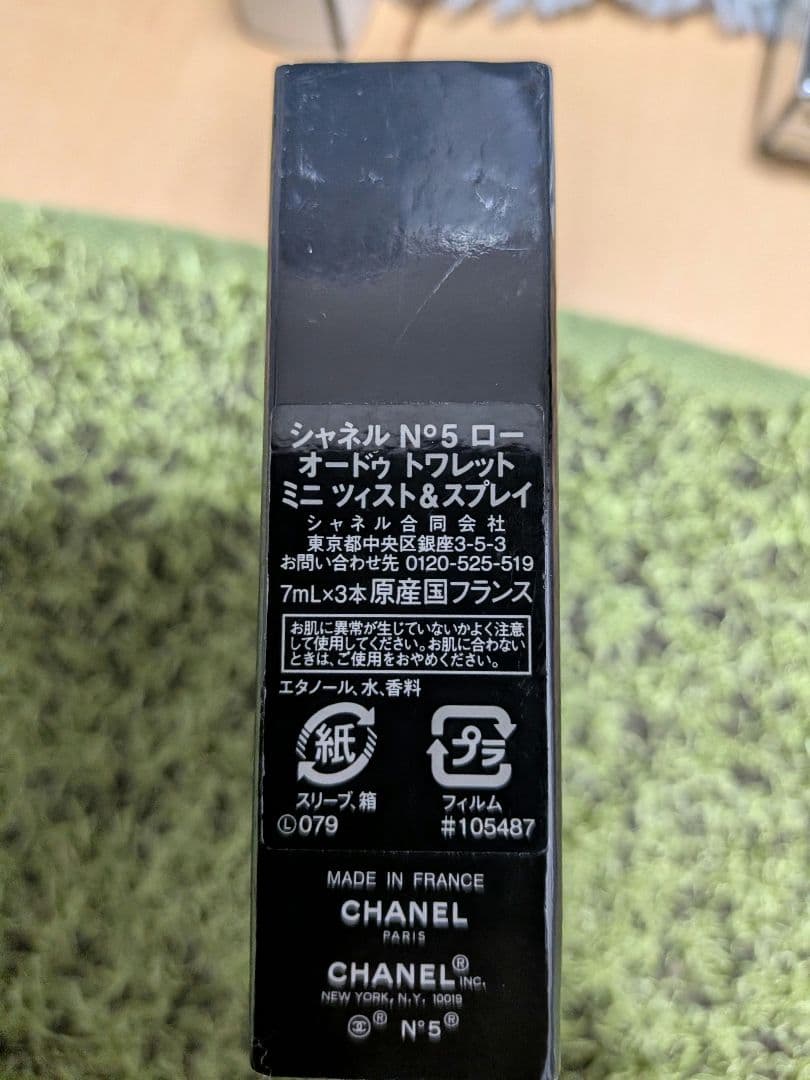 シャネル N°5 ロー
オードゥ トワレット
ミニ ツィスト&スプレイ
シャネル合同会社
東京都中央区銀座3-5-3
お問い合わせ先 0120-525-519
7mL×3本 原産国フランス
お肌に異常が生じていないかよく注意
して使用してください。お肌に合わない
ときは、ご使用をおやめください。
エタノール、水、香料
紙 プラ
スリーブ、箱 フィルム
Ⓛ079 #105487
MADE IN FRANCE
CHANEL
PARIS
CHANEL® INC.
NEW YORK, N.Y. 10019
® N°5®